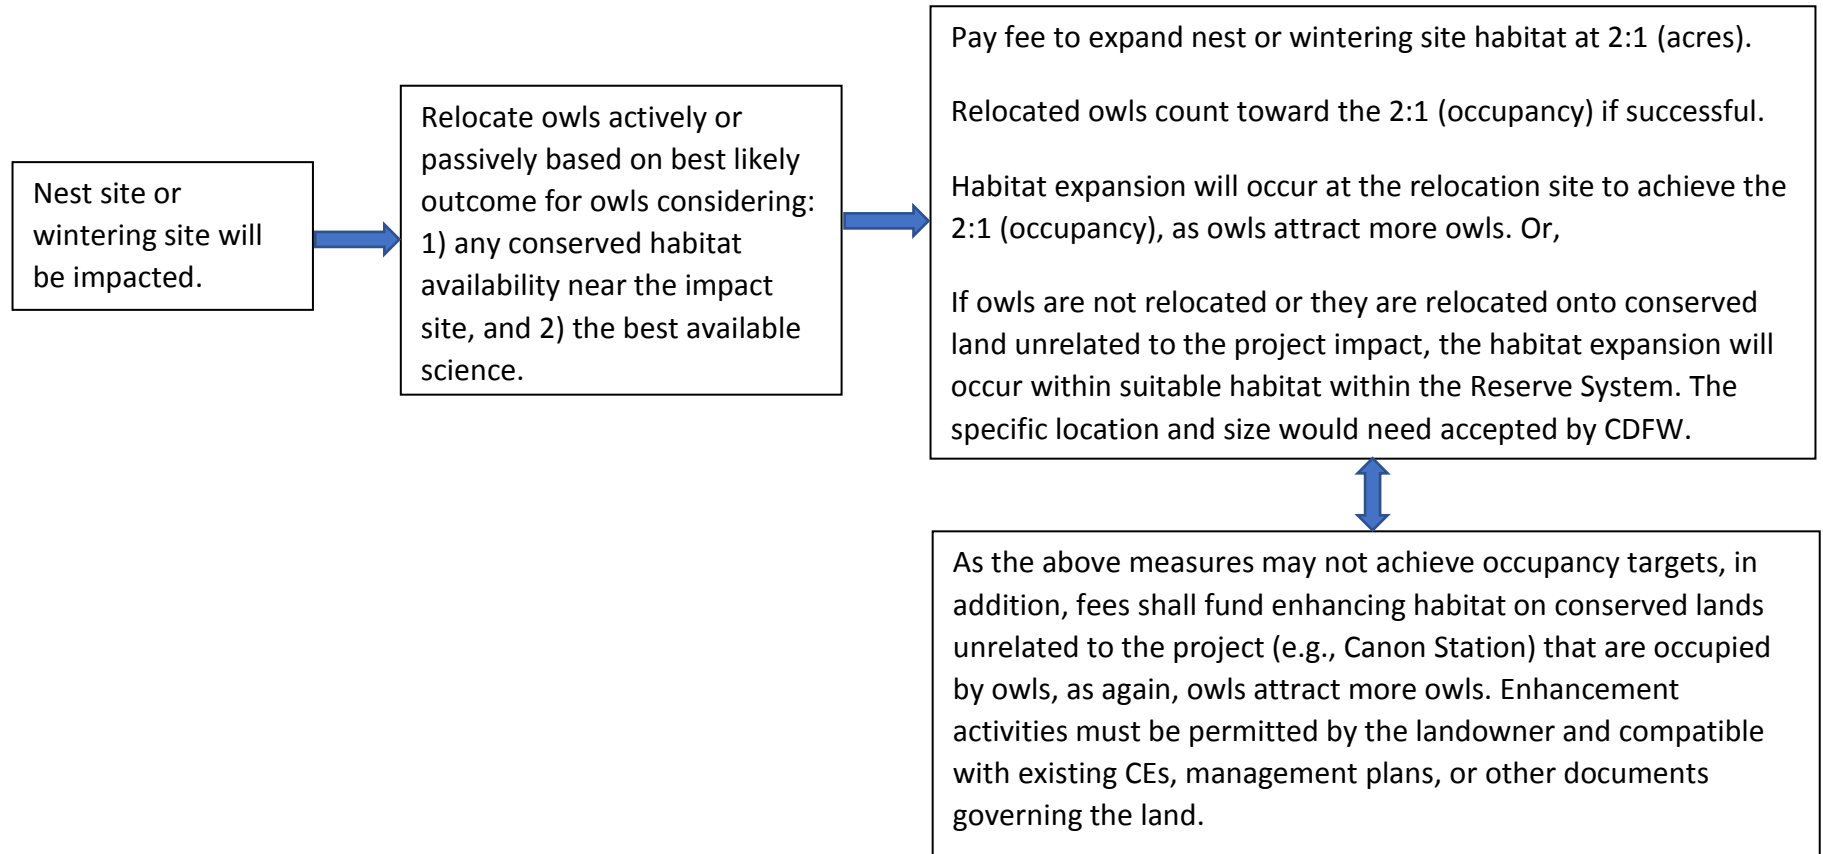 Nest site or
wintering site will
be impacted.
Relocate owls actively or
passively based on best likely
outcome for owls considering:
1) any conserved habitat
availability near the impact
site, and 2) the best available
science.
Pay fee to expand nest or wintering site habitat at 2:1 (acres).
Relocated owls count toward the 2:1 (occupancy) if successful.
Habitat expansion will occur at the relocation site to achieve the
2:1 (occupancy), as owls attract more owls. Or,
If owls are not relocated or they are relocated onto conserved
land unrelated to the project impact, the habitat expansion will
occur within suitable habitat within the Reserve System. The
specific location and size would need accepted by CDFW.
As the above measures may not achieve occupancy targets, in
addition, fees shall fund enhancing habitat on conserved lands
unrelated to the project (e.g., Canon Station) that are occupied
by owls, as again, owls attract more owls. Enhancement
activities must be permitted by the landowner and compatible
with existing CEs, management plans, or other documents
governing the land.